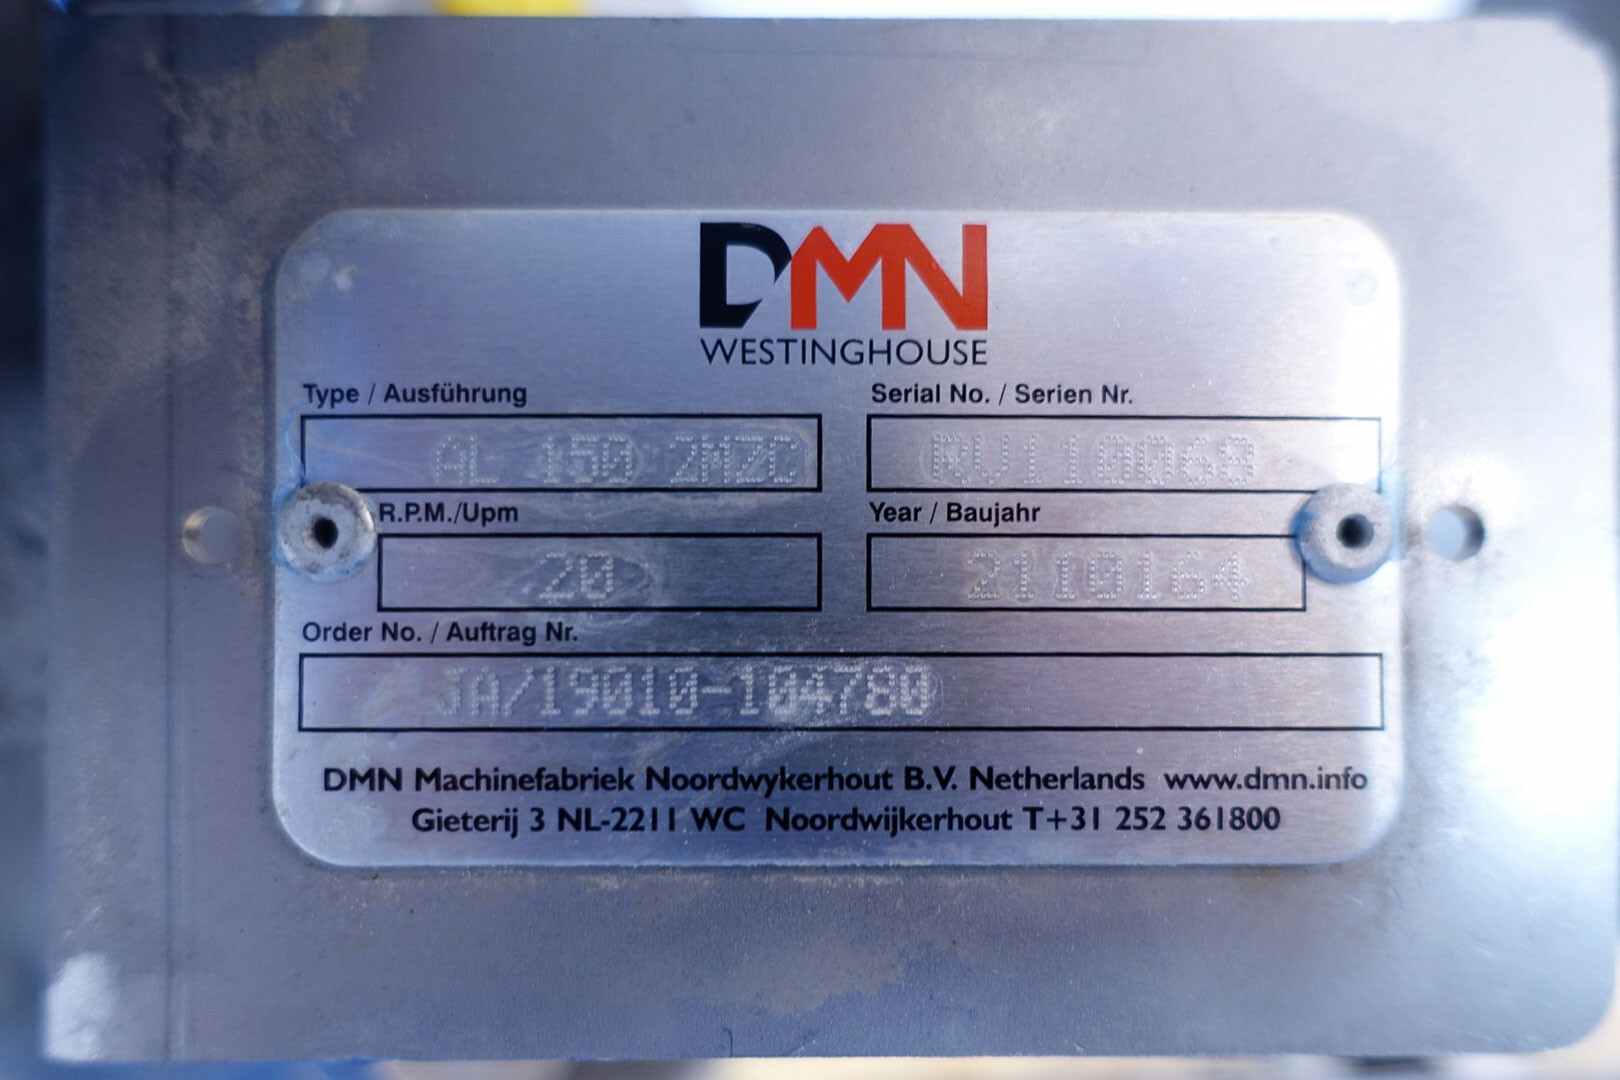 DMN
WESTINGHOUSE
Type / Ausführung
Serial No. / Serien Nr.
AL 150 2MZC
RV110068
R.P.M./Upm
Year / Baujahr
20
2110164
Order No. / Auftrag Nr.
JA/19010-104780
DMN Machinefabriek Noordwykerhout B.V. Netherlands www.dmn.info
Gieterij 3 NL-2211 WC Noordwijkerhout T+31 252 361800